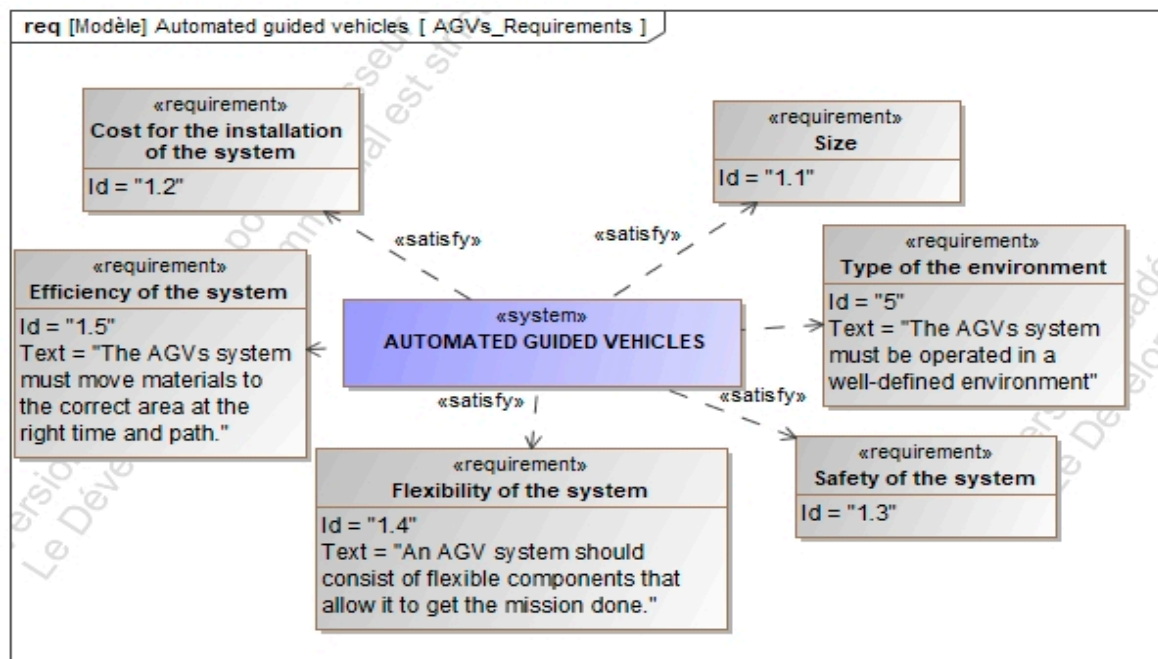 req [Modèle] Automated guided vehicles [ AGVs_Requirements ]
«requirement»
Cost for the installation
of the system
Id = "1.2"
«requirement»
Size
Id = "1.1"
«satisfy»
«satisfy»
«requirement»
Efficiency of the system
Id = "1.5"
Text = "The AGVs system
must move materials to
the correct area at the
right time and path."
«system»
AUTOMATED GUIDED VEHICLES
«requirement»
Type of the environment
Id = "5"
Text = "The AGVs system
must be operated in a
well-defined environment"
«satisfy»
«satisfy»
«requirement»
Flexibility of the system
Id = "1.4"
Text = "An AGV system should
consist of flexible components that
allow it to get the mission done."
«requirement»
Safety of the system
Id = "1.3"